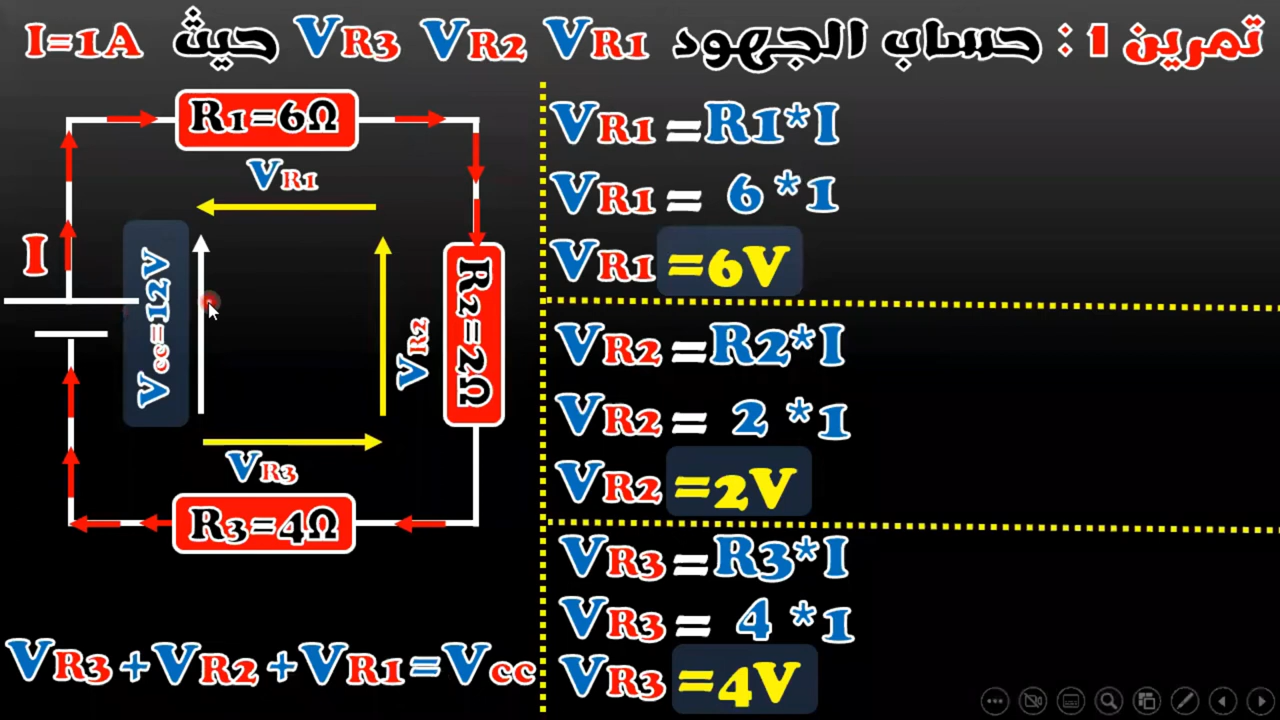 تمرين 1 : حساب الجهود VR1 VR2 VR3 حيث I=1A
R1=6Ω
VR1
I
Vcc=12V
VR2
R2=2Ω
VR3
R3=4Ω
VR3+VR2+VR1=Vcc
VR1=R1*I
VR1= 6*1
VR1=6V
VR2=R2*I
VR2= 2*1
VR2=2V
VR3=R3*I
VR3= 4*1
VR3=4V